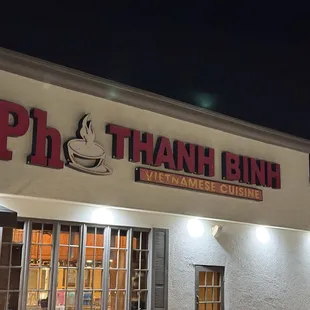 Ph THANH BINH
VIETNAMESE CUISINE